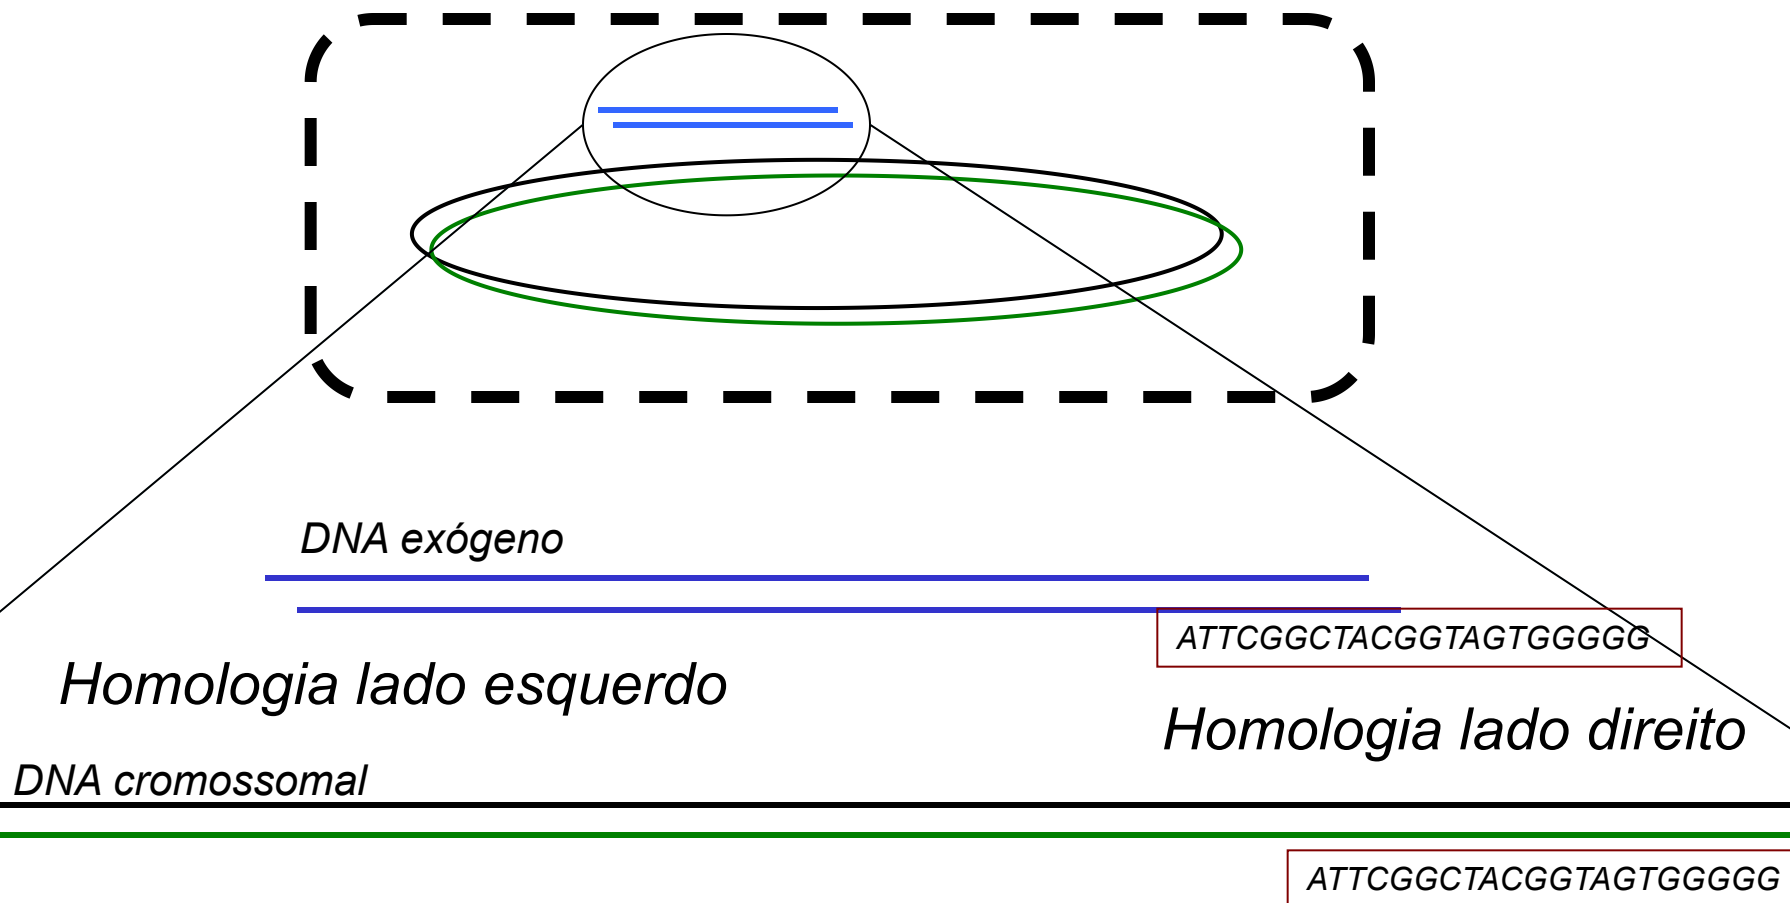 DNA exógeno
ATTCGGCTACGGTAGTGGGGG
Homologia lado esquerdo
Homologia lado direito
DNA cromossomal
ATTCGGCTACGGTAGTGGGGG